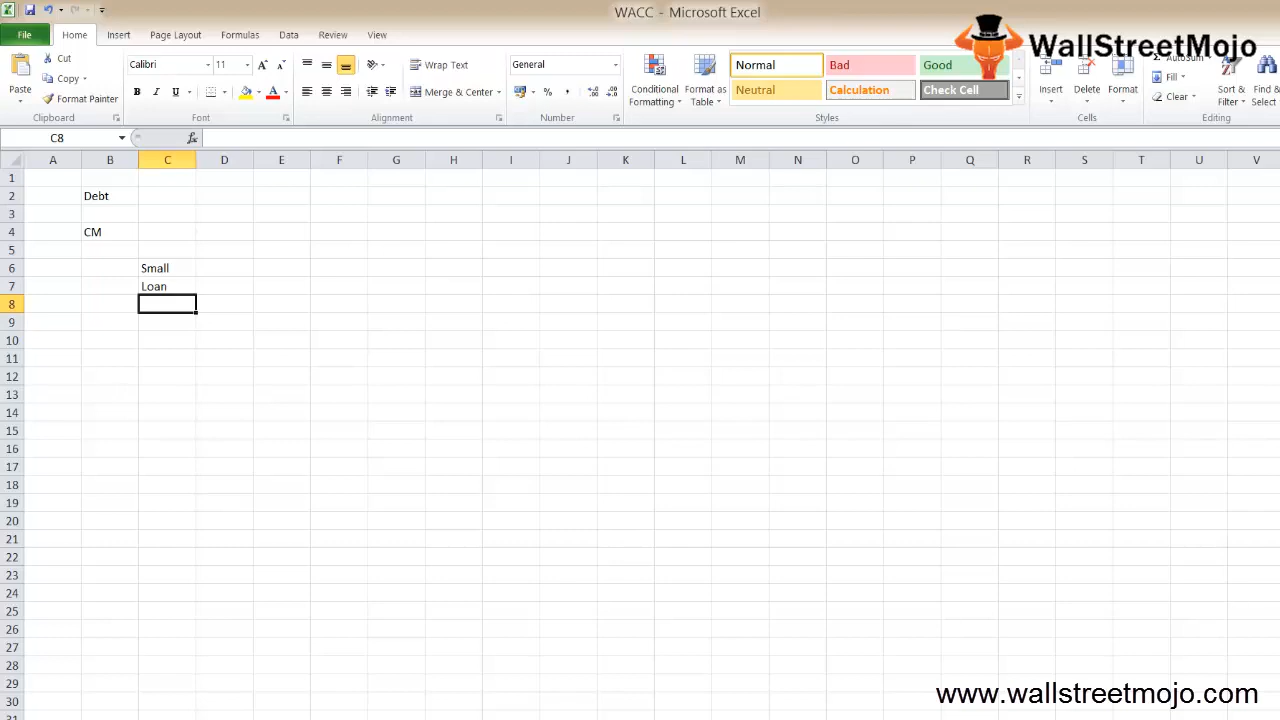 WACC - Microsoft Excel
File Home Insert Page Layout Formulas Data Review View
WallStreetMojo
Cut
Copy
Format Painter
Paste
Clipboard
Calibri 11
B I U A
Font
Wrap Text
Merge & Center
Alignment
General
% ,
Number
Conditional Formatting
Format as Table
Normal Bad Good
Neutral Calculation Check Cell
Styles
Insert Delete Format
Cells
AutoSum
Fill
Clear
Sort & Filter
Find & Select
Editing
C8 fx
A B C D E F G H I J K L M N O P Q R S T U V
1
2 Debt
3
4 CM
5
6 Small
7 Loan
8
9
10
11
12
13
14
15
16
17
18
19
20
21
22
23
24
25
26
27
28
29
30
www.wallstreetmojo.com